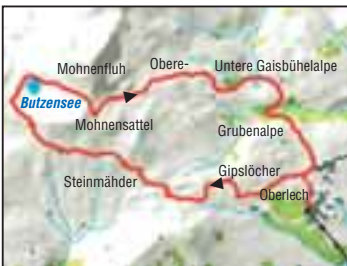 Mohnenfluh
Obere-
Untere Gaisbühelalpe
Butzensee
Mohnensattel
Grubenalpe
Steinmähder
Gipslöcher
Oberlech